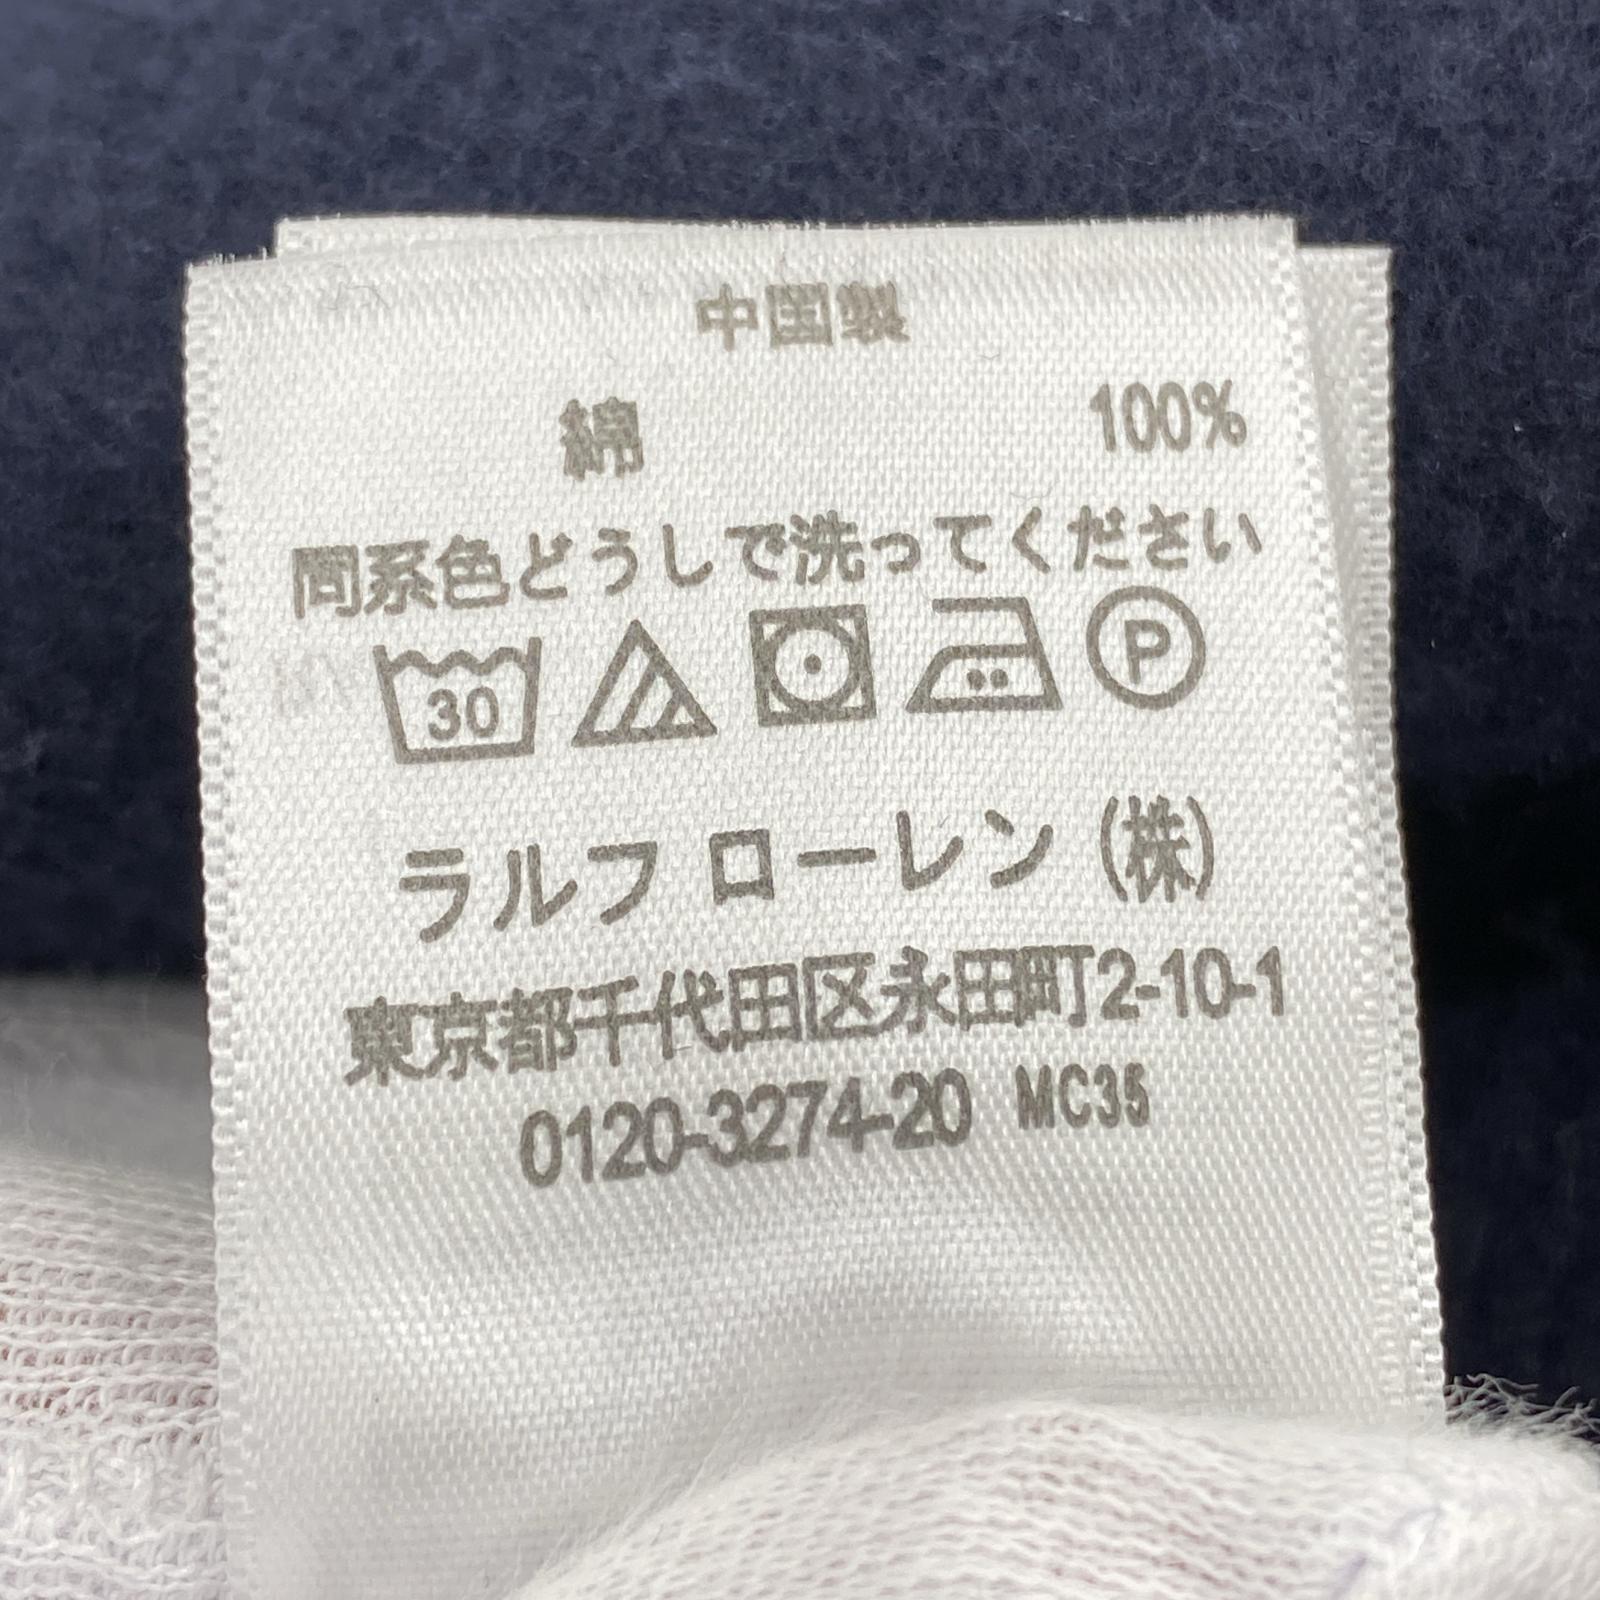 中国製
綿 100%
同系色どうしで洗ってください
30 P
ラルフ ローレン (株)
東京都千代田区永田町2-10-1
0120-3274-20 MC35